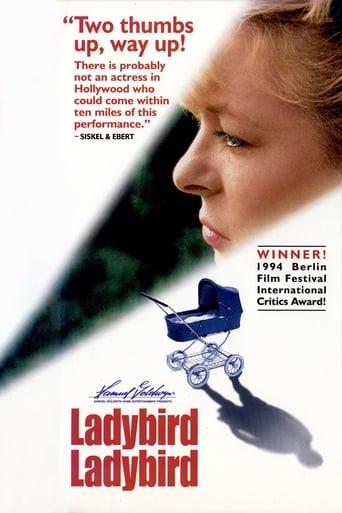 “Two thumbs
up, way up!
There is probably
not an actress in
Hollywood who
could come within
ten miles of this
performance.”
– SISKEL & EBERT
WINNER!
1994 Berlin
Film Festival
International
Critics Award!
Samuel Goldwyn
SAMUEL GOLDWYN HOME ENTERTAINMENT PRESENTS
Ladybird
Ladybird